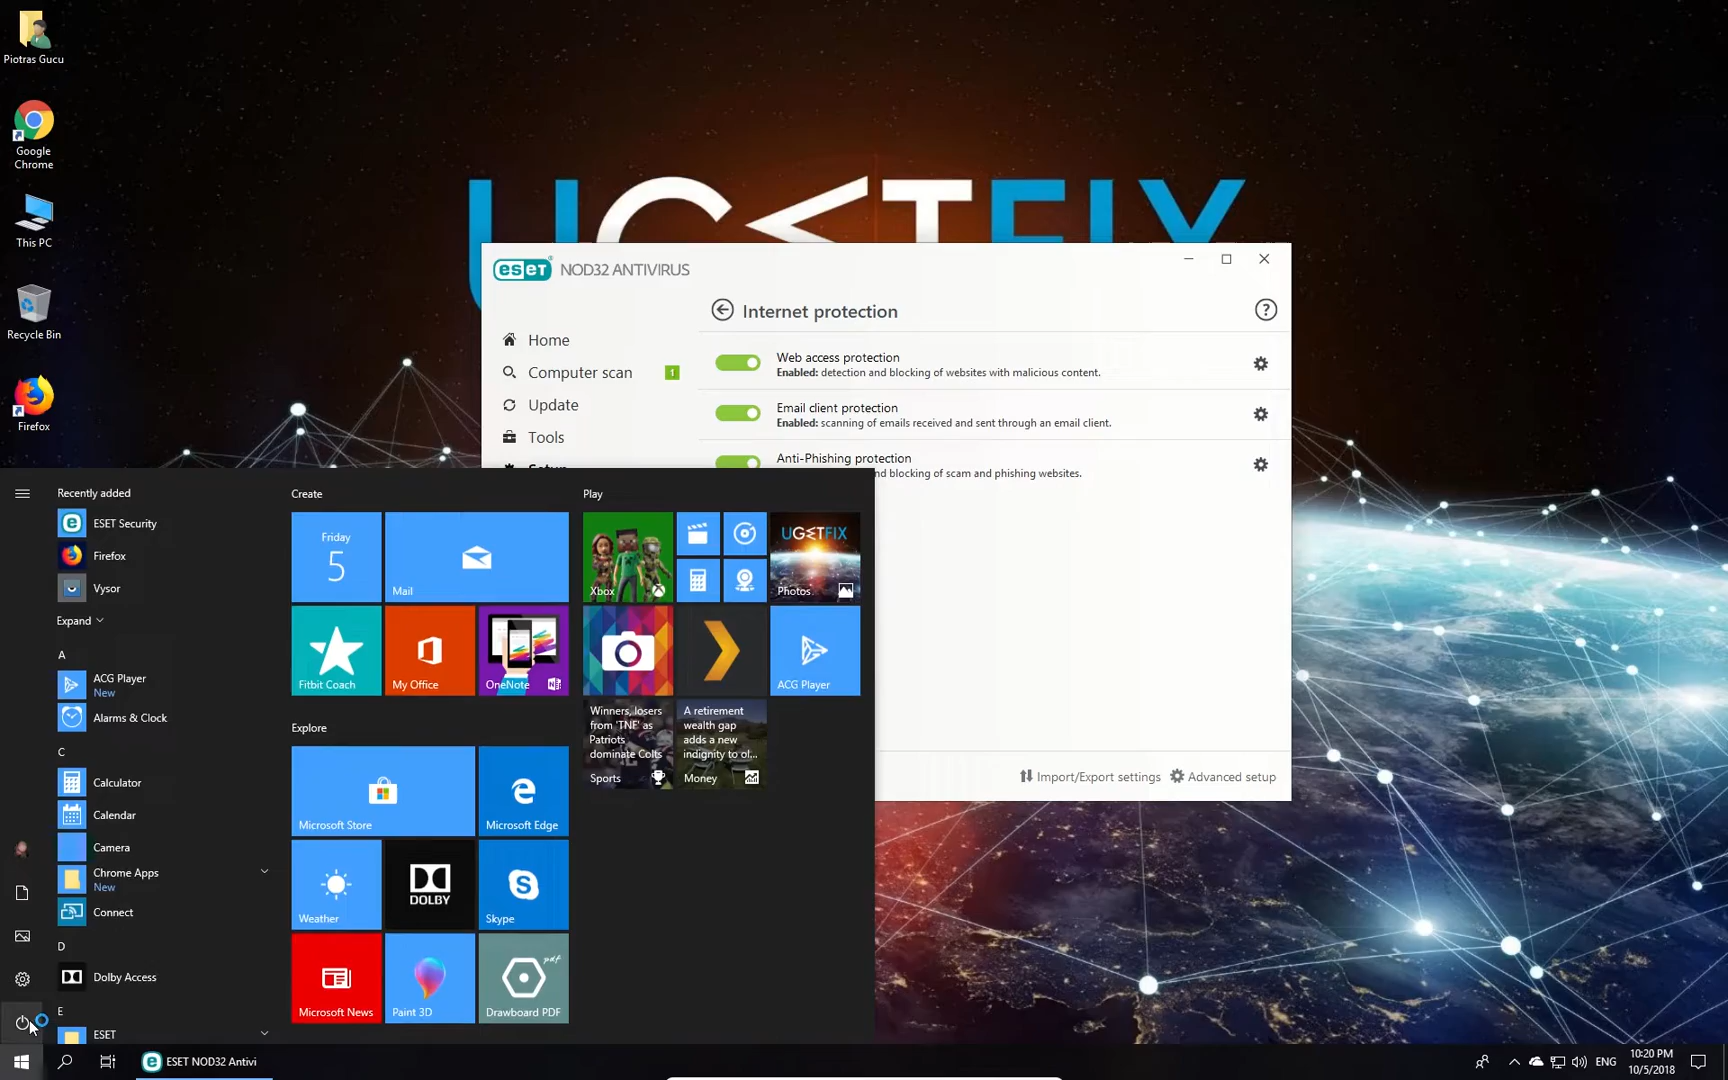 Piotras Gucu
Google
Chrome
This PC
Recycle Bin
Firefox
UGETFIX
eset NOD32 ANTIVIRUS
Internet protection
?
Home
Computer scan 1
Update
Tools
Setup
Web access protection
Enabled: detection and blocking of websites with malicious content.
Email client protection
Enabled: scanning of emails received and sent through an email client.
Anti-Phishing protection
nd blocking of scam and phishing websites.
Import/Export settings
Advanced setup
Recently added
ESET Security
Firefox
Vysor
Expand
A
ACG Player
New
Alarms & Clock
C
Calculator
Calendar
Camera
Chrome Apps
New
Connect
D
Dolby Access
E
ESET
Create
Friday
5
Mail
Fitbit Coach
My Office
OneNote
Explore
Microsoft Store
Microsoft Edge
Weather
DOLBY
Skype
Microsoft News
Paint 3D
pdf
Drawboard PDF
Play
Xbox
UGETFIX
Photos
ACG Player
Winners, losers
from 'TNF' as
Patriots
dominate Colts
Sports
A retirement
wealth gap
adds a new
indignity to ol...
Money
ESET NOD32 Antivi
ENG
10:20 PM
10/5/2018